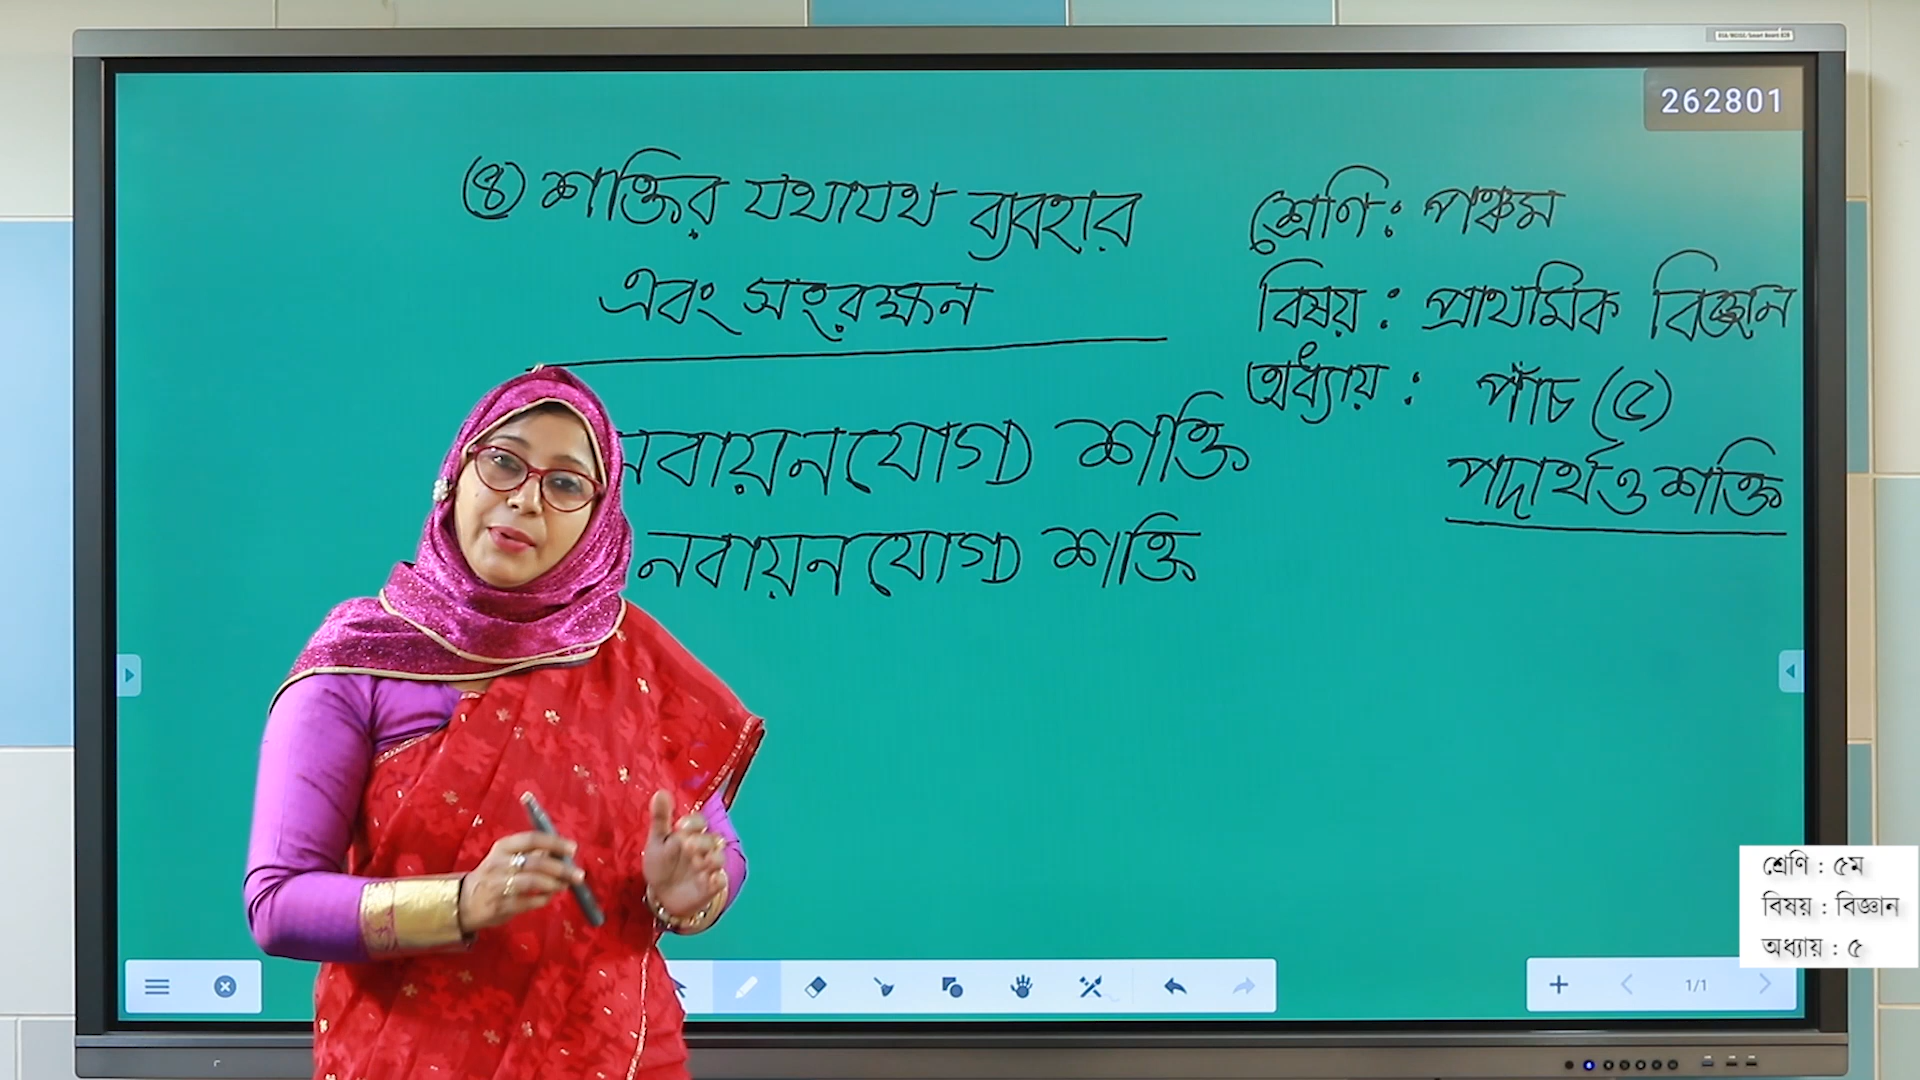 262801
(৪) শক্তির যথাযথ ব্যবহার
এবং সংরক্ষন
নবায়নযোগ্য শক্তি
নবায়নযোগ্য শক্তি
শ্রেণি : পঞ্চম
বিষয় : প্রাথমিক বিজ্ঞান
অধ্যায় : পাঁচ (৫)
পদার্থ ও শক্তি
শ্রেণি : ৫ম
বিষয় : বিজ্ঞান
অধ্যায় : ৫
1/1